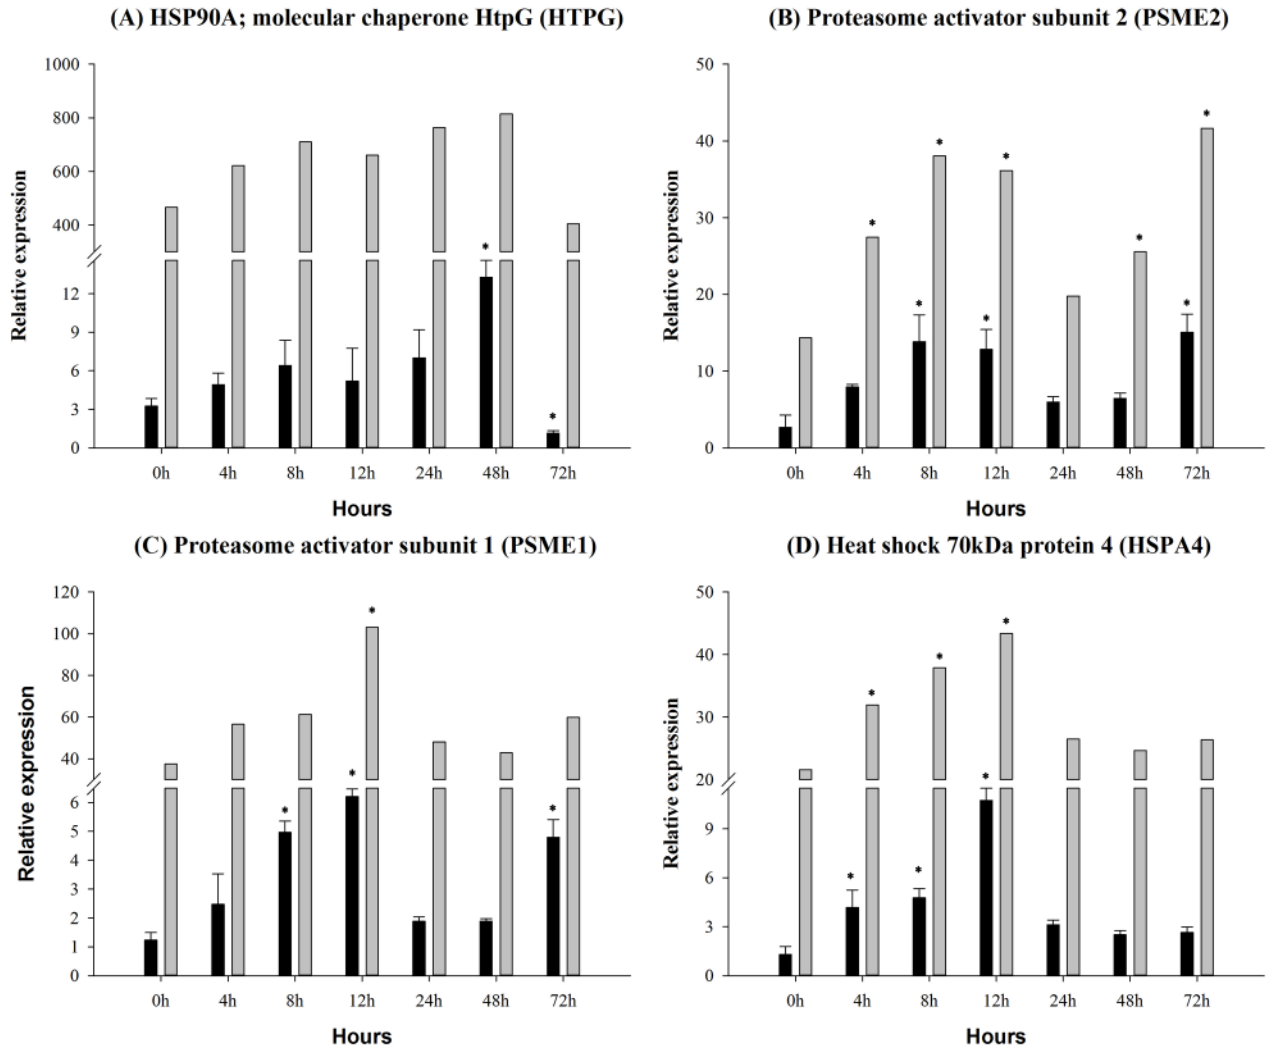 (A) HSP90A; molecular chaperone HtpG (HTPG)
Relative expression
1000
800
600
400
12
9
6
3
0
*
*
0h 4h 8h 12h 24h 48h 72h
Hours
(B) Proteasome activator subunit 2 (PSME2)
Relative expression
50
40
30
20
10
0
* * * * * * * *
0h 4h 8h 12h 24h 48h 72h
Hours
(C) Proteasome activator subunit 1 (PSME1)
Relative expression
120
100
80
60
40
6
5
4
3
2
1
0
* * * *
0h 4h 8h 12h 24h 48h 72h
Hours
(D) Heat shock 70kDa protein 4 (HSPA4)
Relative expression
50
40
30
20
9
6
3
0
* * * * * *
0h 4h 8h 12h 24h 48h 72h
Hours